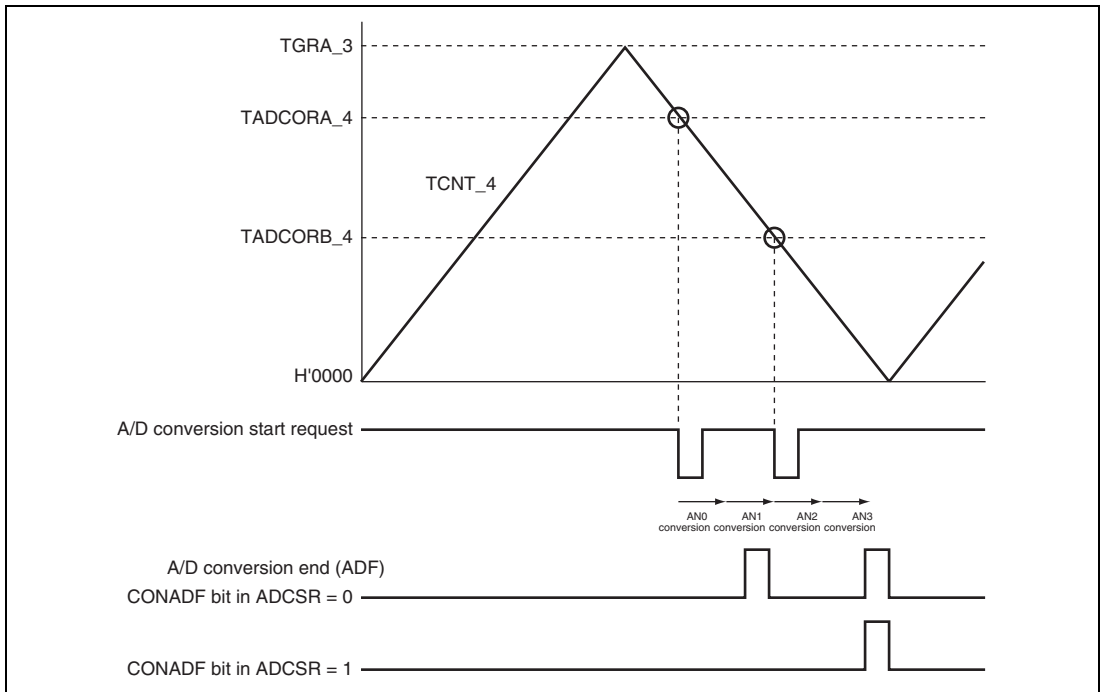 TGRA_3
TADCORA_4
TCNT_4
TADCORB_4
H'0000
A/D conversion start request
AN0 AN1 AN2 AN3
conversion conversion conversion conversion
A/D conversion end (ADF)
CONADF bit in ADCSR = 0
CONADF bit in ADCSR = 1